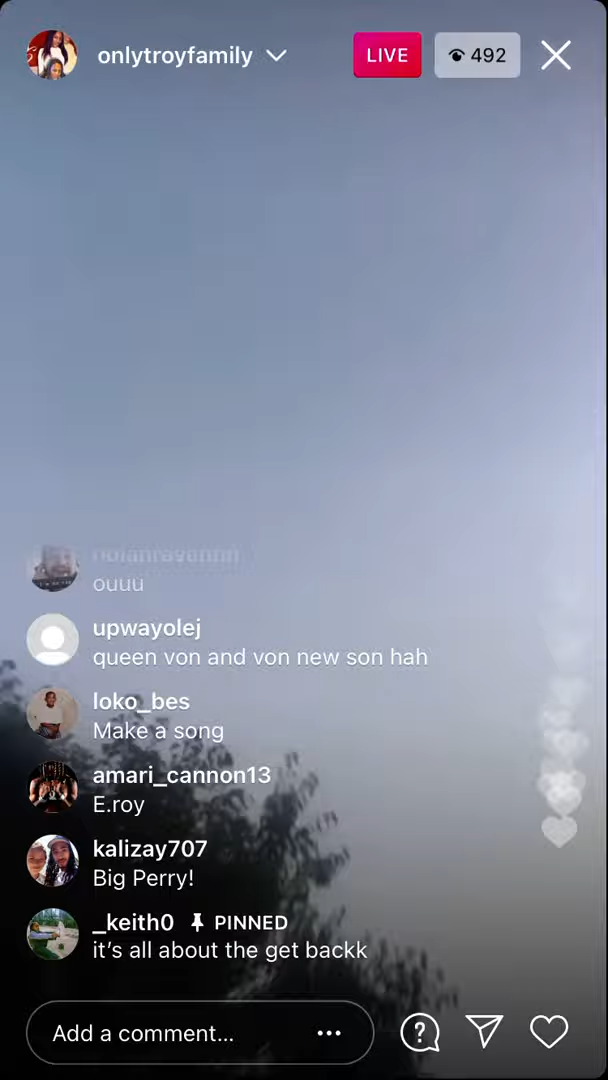 onlytroyfamily
LIVE
492
ouuu
upwayolej
queen von and von new son hah
loko_bes
Make a song
amari_cannon13
E.roy
kalizay707
Big Perry!
_keith0 PINNED
it's all about the get backk
Add a comment...